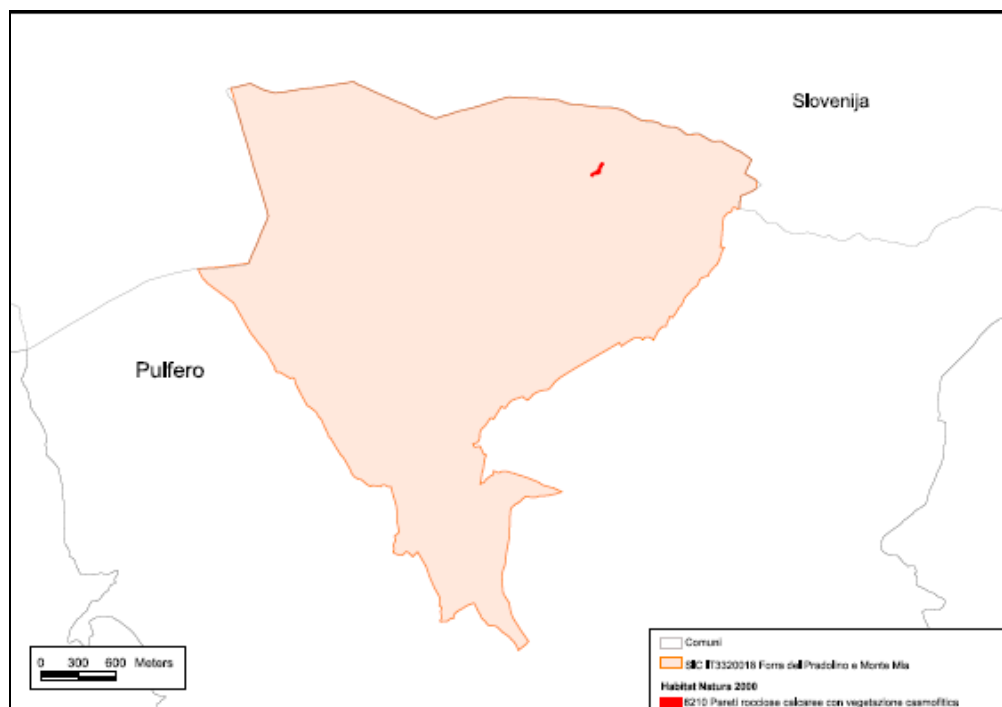 Slovenija
Pulfero
0 300 600 Meters
Comuni
SIC IT3320018 Forra del Pradolino e Monte Mia
Habitat Natura 2000
8210 Pareti rocciose calcaree con vegetazione casmofitica